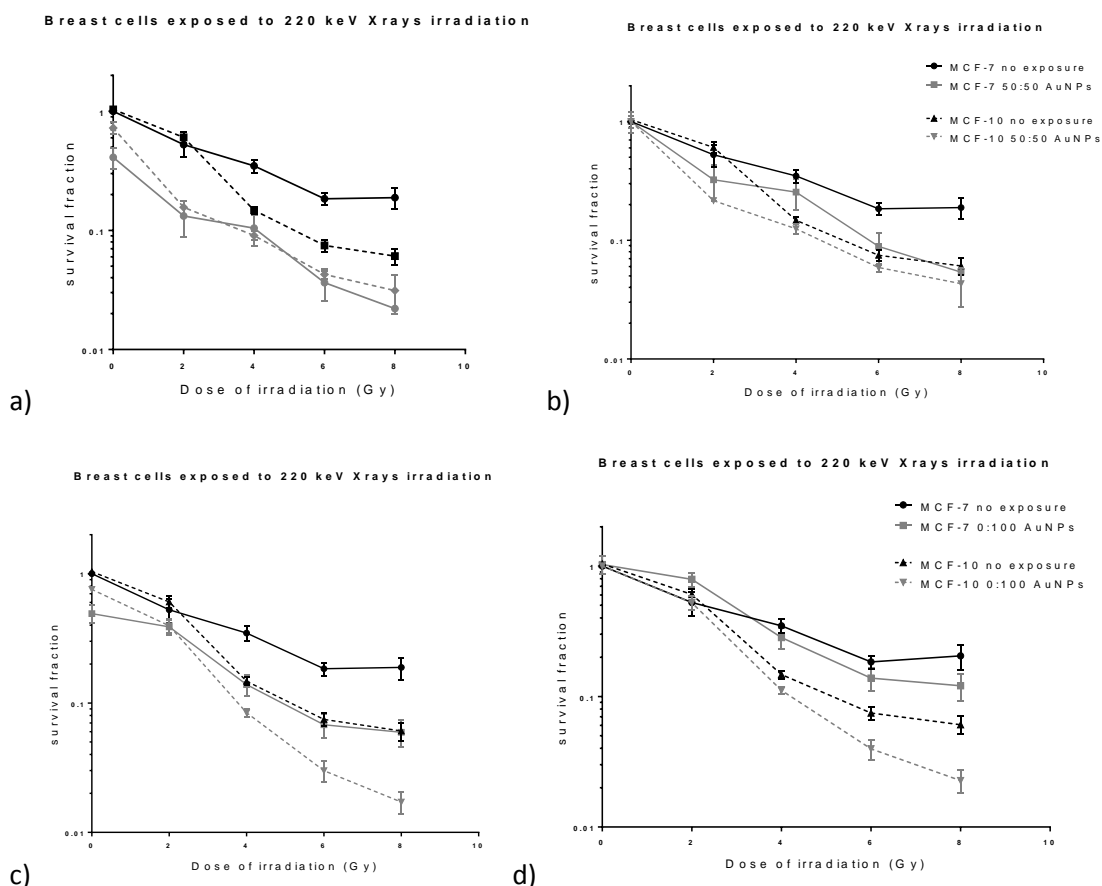 Breast cells exposed to 220 keV Xrays irradiation
survival fraction
1
0.1
0.01
0 2 4 6 8 10
Dose of irradiation (Gy)
a)
Breast cells exposed to 220 keV Xrays irradiation
MCF-7 no exposure
MCF-7 50:50 AuNPs
MCF-10 no exposure
MCF-10 50:50 AuNPs
survival fraction
1
0.1
0.01
0 2 4 6 8 10
Dose of irradiation (Gy)
b)
Breast cells exposed to 220 keV Xrays irradiation
survival fraction
1
0.1
0.01
0 2 4 6 8 10
Dose of irradiation (Gy)
c)
Breast cells exposed to 220 keV Xrays irradiation
MCF-7 no exposure
MCF-7 0:100 AuNPs
MCF-10 no exposure
MCF-10 0:100 AuNPs
survival fraction
1
0.1
0.01
0 2 4 6 8 10
Dose of irradiation (Gy)
d)